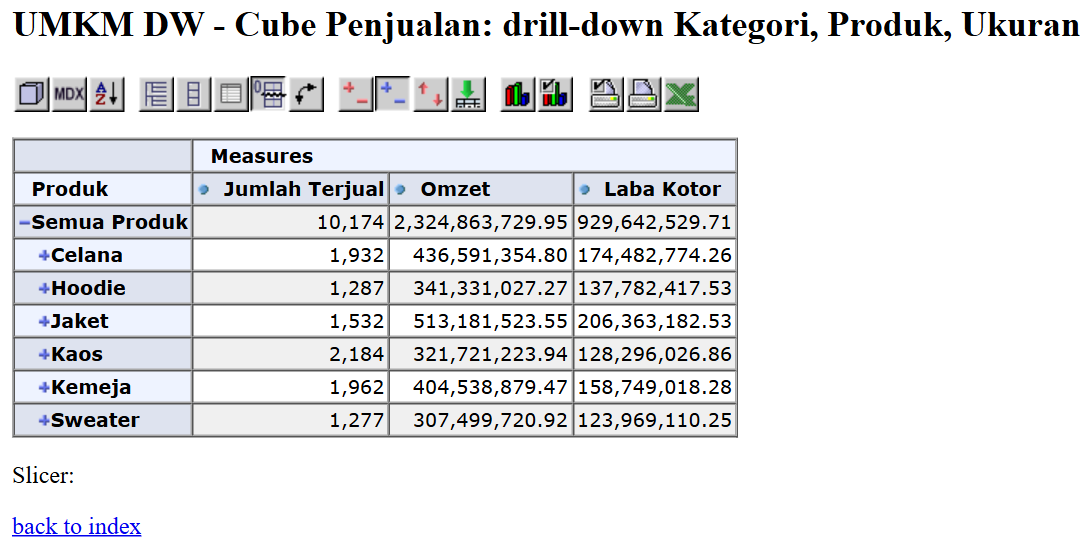 UMKM DW - Cube Penjualan: drill-down Kategori, Produk, Ukuran
MDX A Z 0
Measures
Produk Jumlah Terjual Omzet Laba Kotor
Semua Produk 10,174 2,324,863,729.95 929,642,529.71
Celana 1,932 436,591,354.80 174,482,774.26
Hoodie 1,287 341,331,027.27 137,782,417.53
Jaket 1,532 513,181,523.55 206,363,182.53
Kaos 2,184 321,721,223.94 128,296,026.86
Kemeja 1,962 404,538,879.47 158,749,018.28
Sweater 1,277 307,499,720.92 123,969,110.25
Slicer:
back to index